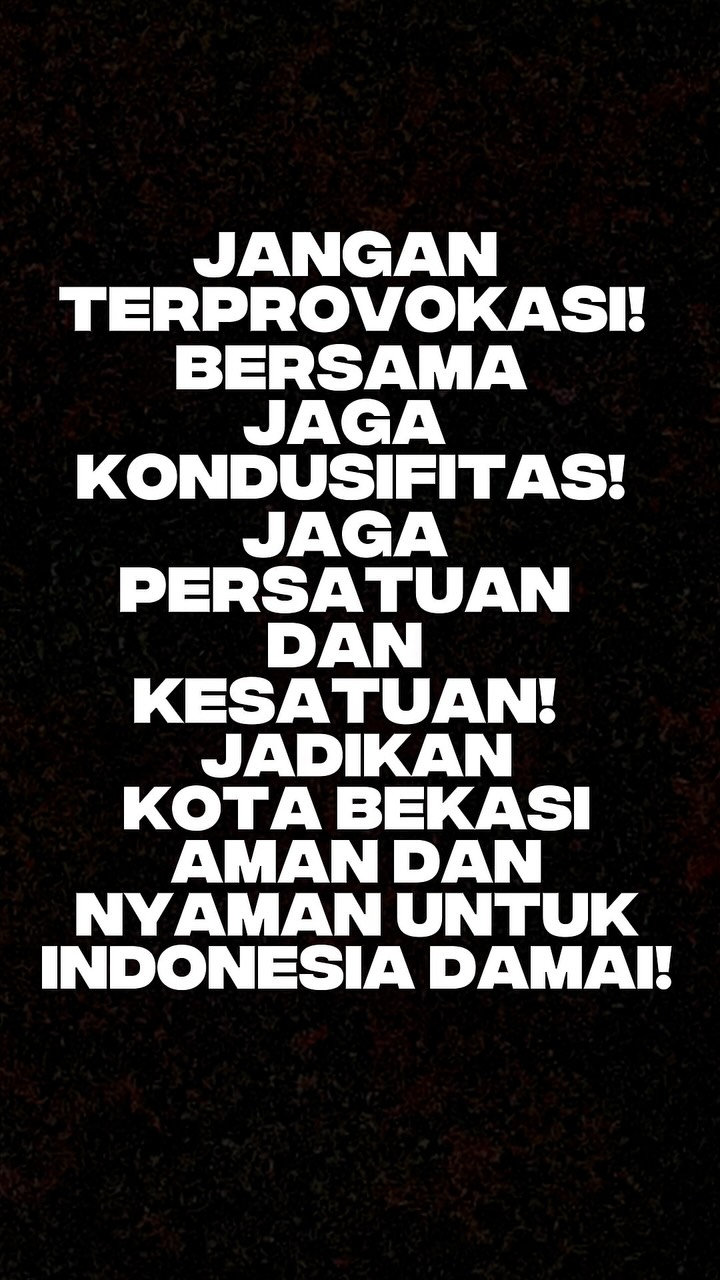 JANGAN
TERPROVOKASI!
BERSAMA
JAGA
KONDUSIFITAS!
JAGA
PERSATUAN
DAN
KESATUAN!
JADIKAN
KOTA BEKASI
AMAN DAN
NYAMAN UNTUK
INDONESIA DAMAI!